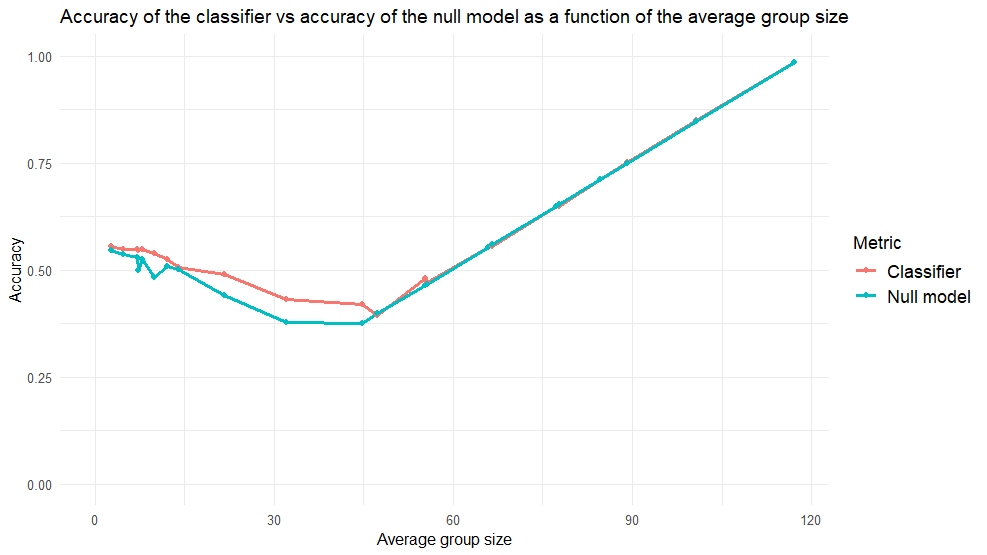 Accuracy of the classifier vs accuracy of the null model as a function of the average group size
1.00
0.75
0.50
0.25
0.00
Accuracy
0 30 60 90 120
Average group size
Metric
Classifier
Null model